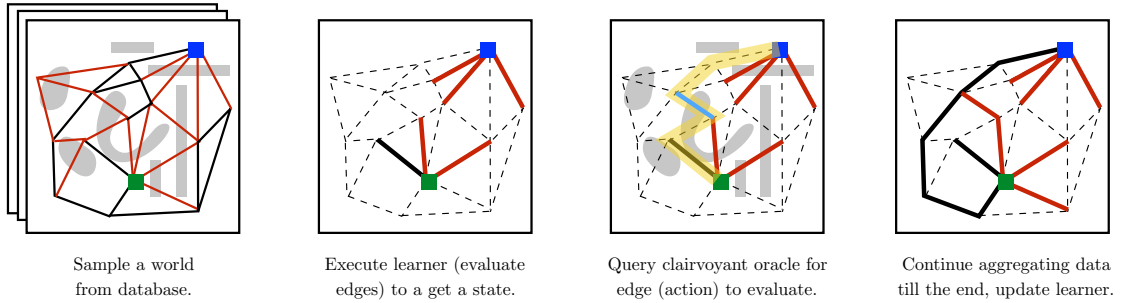 Sample a world
from database.
Execute learner (evaluate
edges) to a get a state.
Query clairvoyant oracle for
edge (action) to evaluate.
Continue aggregating data
till the end, update learner.